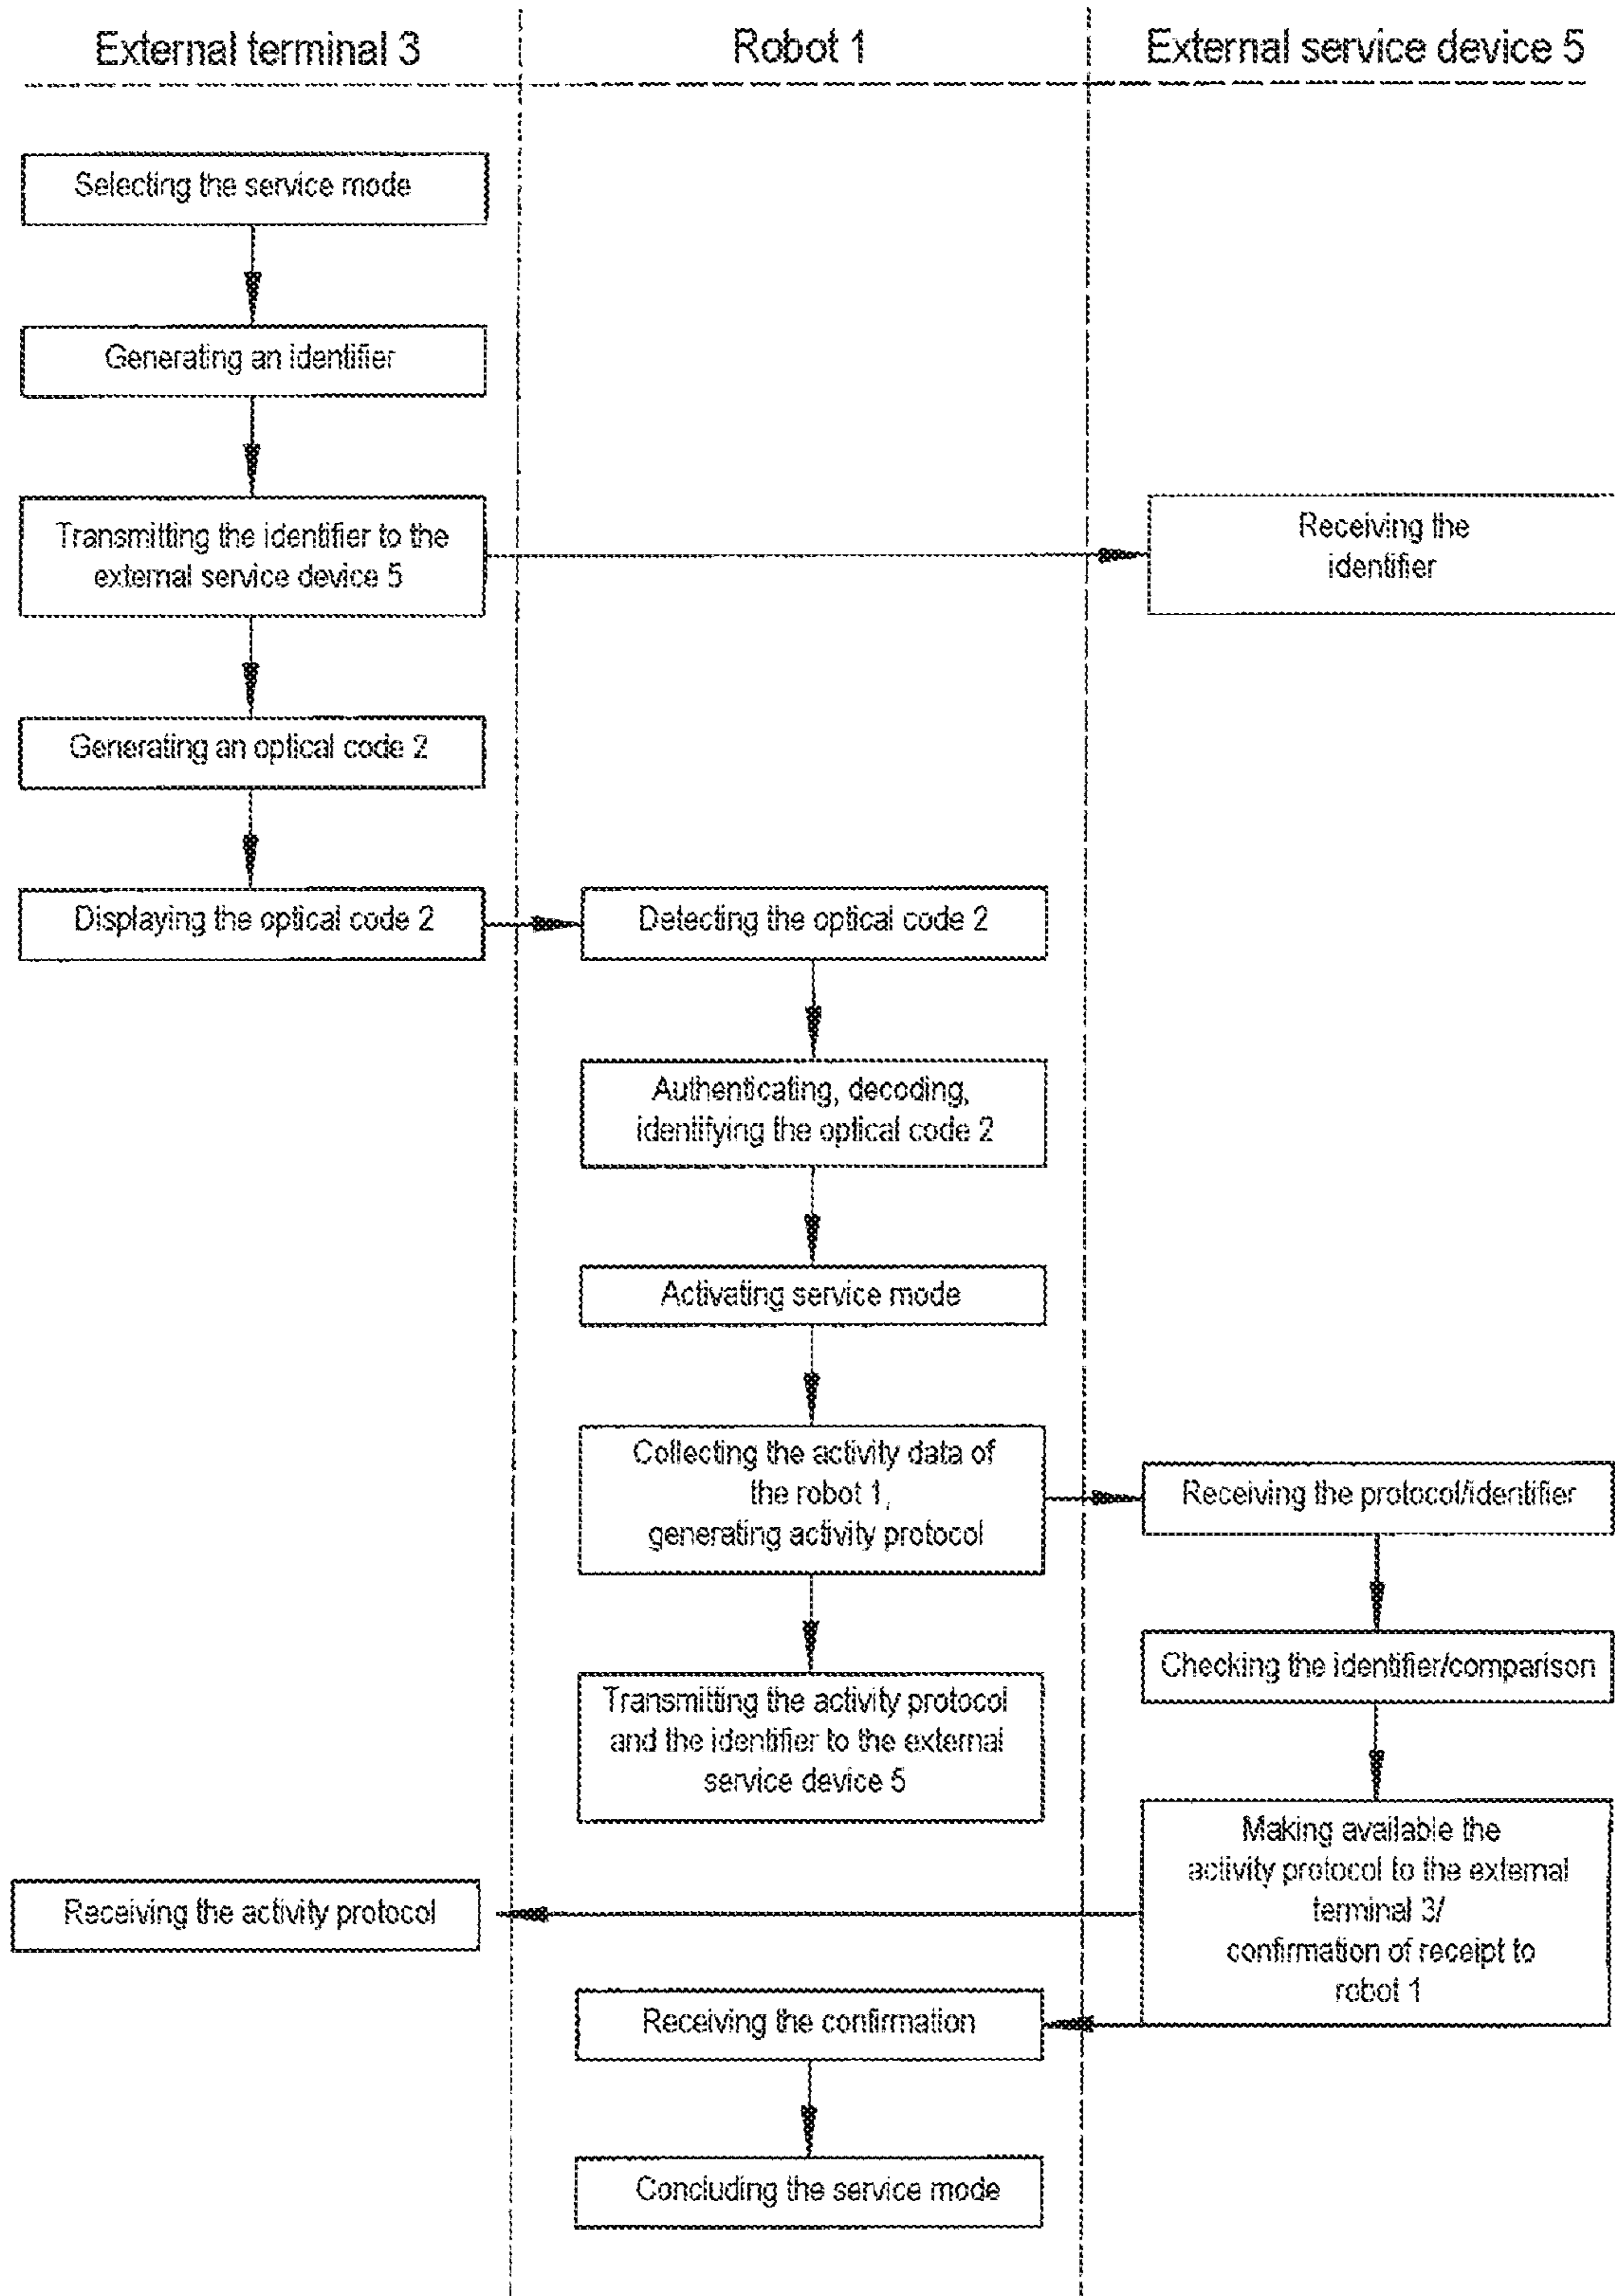 External terminal 3
Robot 1
External service device 5
Selecting the service mode
Generating an identifier
Transmitting the identifier to the
external service device 5
Receiving the
identifier
Generating an optical code 2
Displaying the optical code 2
Detecting the optical code 2
Authenticating, decoding,
identifying the optical code 2
Activating service mode
Collecting the activity data of
the robot 1,
generating activity protocol
Receiving the protocol/identifier
Checking the identifier/comparison
Transmitting the activity protocol
and the identifier to the external
service device 5
Making available the
activity protocol to the external
terminal 3/
confirmation of receipt to
robot 1
Receiving the activity protocol
Receiving the confirmation
Concluding the service mode